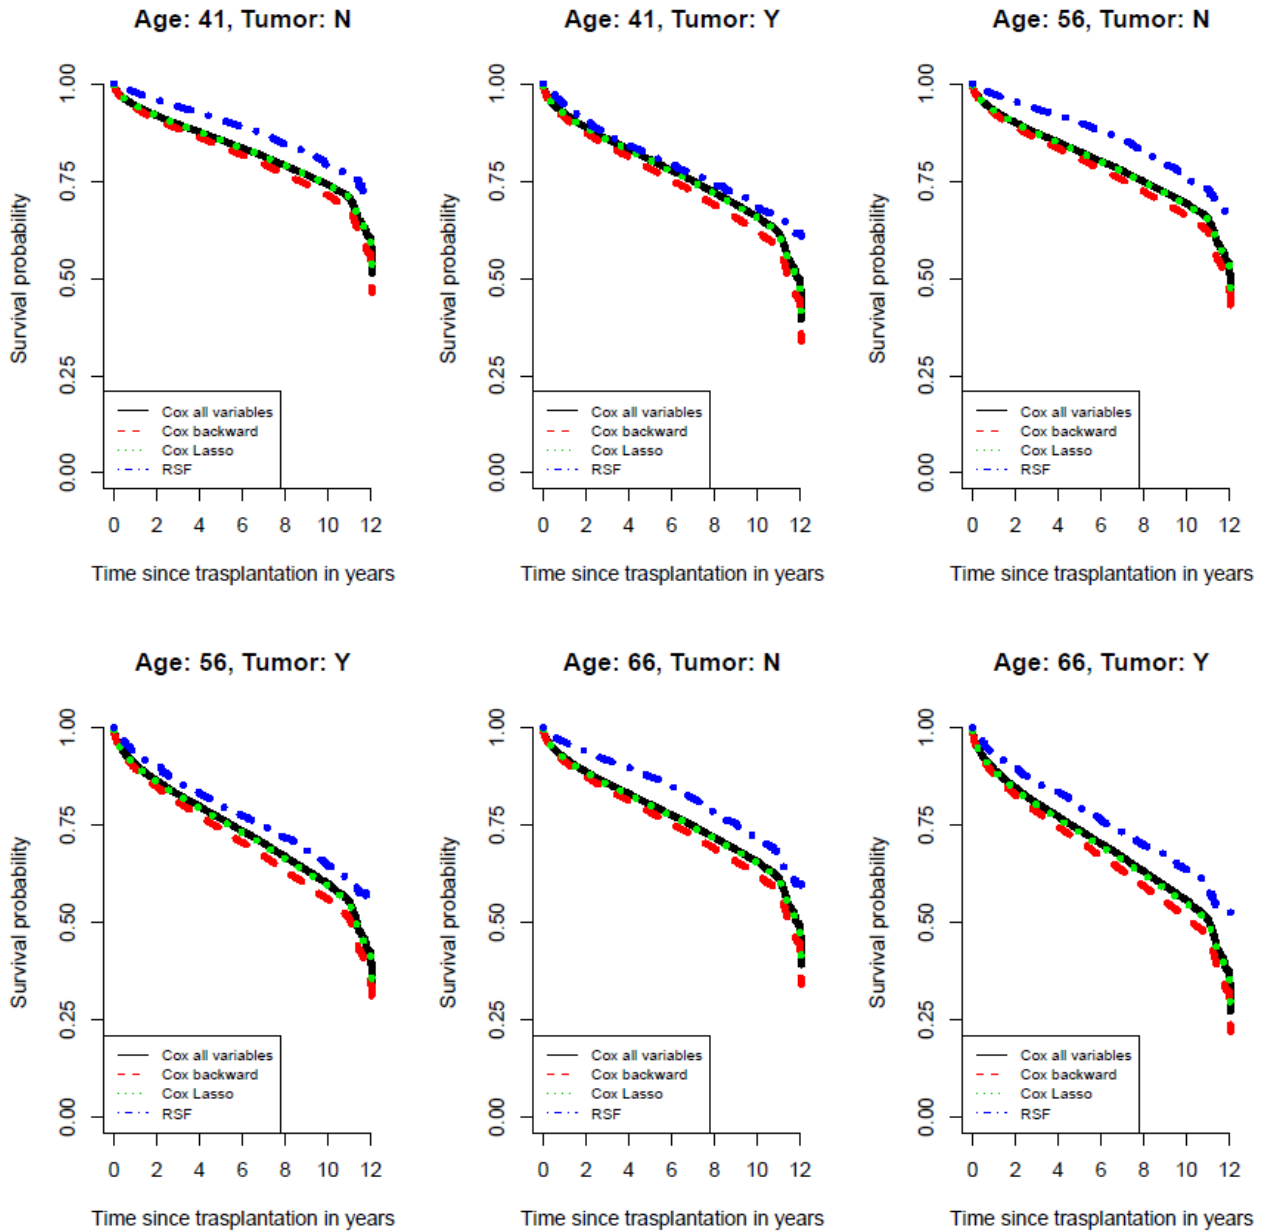 Age: 41, Tumor: N
Survival probability
1.00
0.75
0.50
0.25
0.00
Cox all variables
Cox backward
Cox Lasso
RSF
0 2 4 6 8 10 12
Time since trasplantation in years
Age: 41, Tumor: Y
Survival probability
1.00
0.75
0.50
0.25
0.00
Cox all variables
Cox backward
Cox Lasso
RSF
0 2 4 6 8 10 12
Time since trasplantation in years
Age: 56, Tumor: N
Survival probability
1.00
0.75
0.50
0.25
0.00
Cox all variables
Cox backward
Cox Lasso
RSF
0 2 4 6 8 10 12
Time since trasplantation in years
Age: 56, Tumor: Y
Survival probability
1.00
0.75
0.50
0.25
0.00
Cox all variables
Cox backward
Cox Lasso
RSF
0 2 4 6 8 10 12
Time since trasplantation in years
Age: 66, Tumor: N
Survival probability
1.00
0.75
0.50
0.25
0.00
Cox all variables
Cox backward
Cox Lasso
RSF
0 2 4 6 8 10 12
Time since trasplantation in years
Age: 66, Tumor: Y
Survival probability
1.00
0.75
0.50
0.25
0.00
Cox all variables
Cox backward
Cox Lasso
RSF
0 2 4 6 8 10 12
Time since trasplantation in years